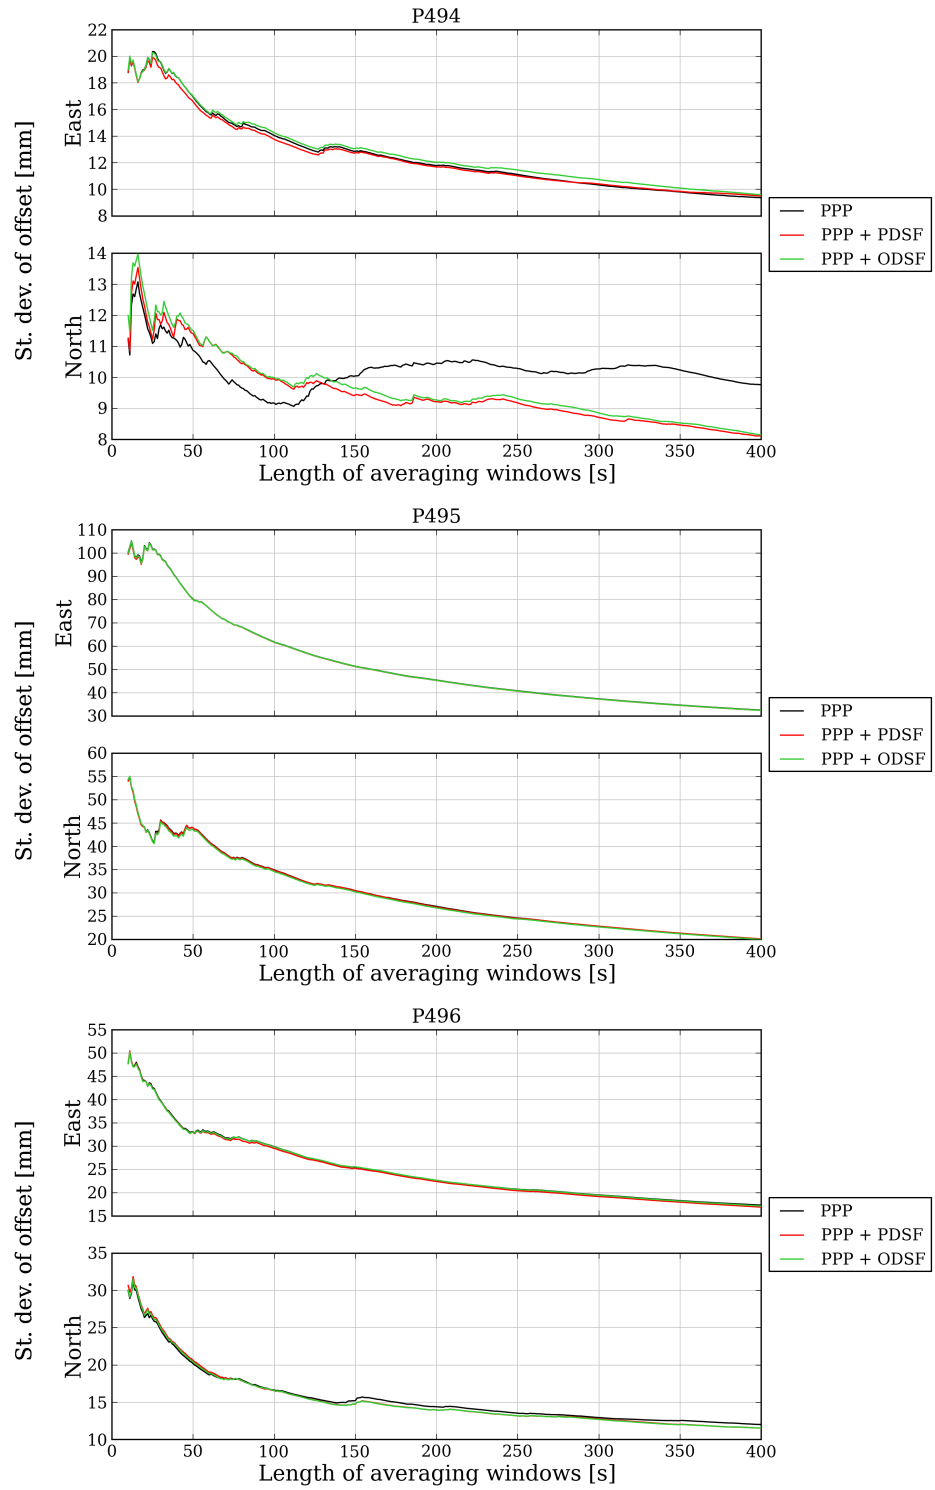 P494
22
20
18
16
14
12
10
8
East
14
13
12
11
10
9
8
North
St. dev. of offset [mm]
0 50 100 150 200 250 300 350 400
Length of averaging windows [s]
PPP
PPP + PDSF
PPP + ODSF
P495
110
100
90
80
70
60
50
40
30
East
60
55
50
45
40
35
30
25
20
North
St. dev. of offset [mm]
0 50 100 150 200 250 300 350 400
Length of averaging windows [s]
PPP
PPP + PDSF
PPP + ODSF
P496
55
50
45
40
35
30
25
20
15
East
35
30
25
20
15
10
North
St. dev. of offset [mm]
0 50 100 150 200 250 300 350 400
Length of averaging windows [s]
PPP
PPP + PDSF
PPP + ODSF